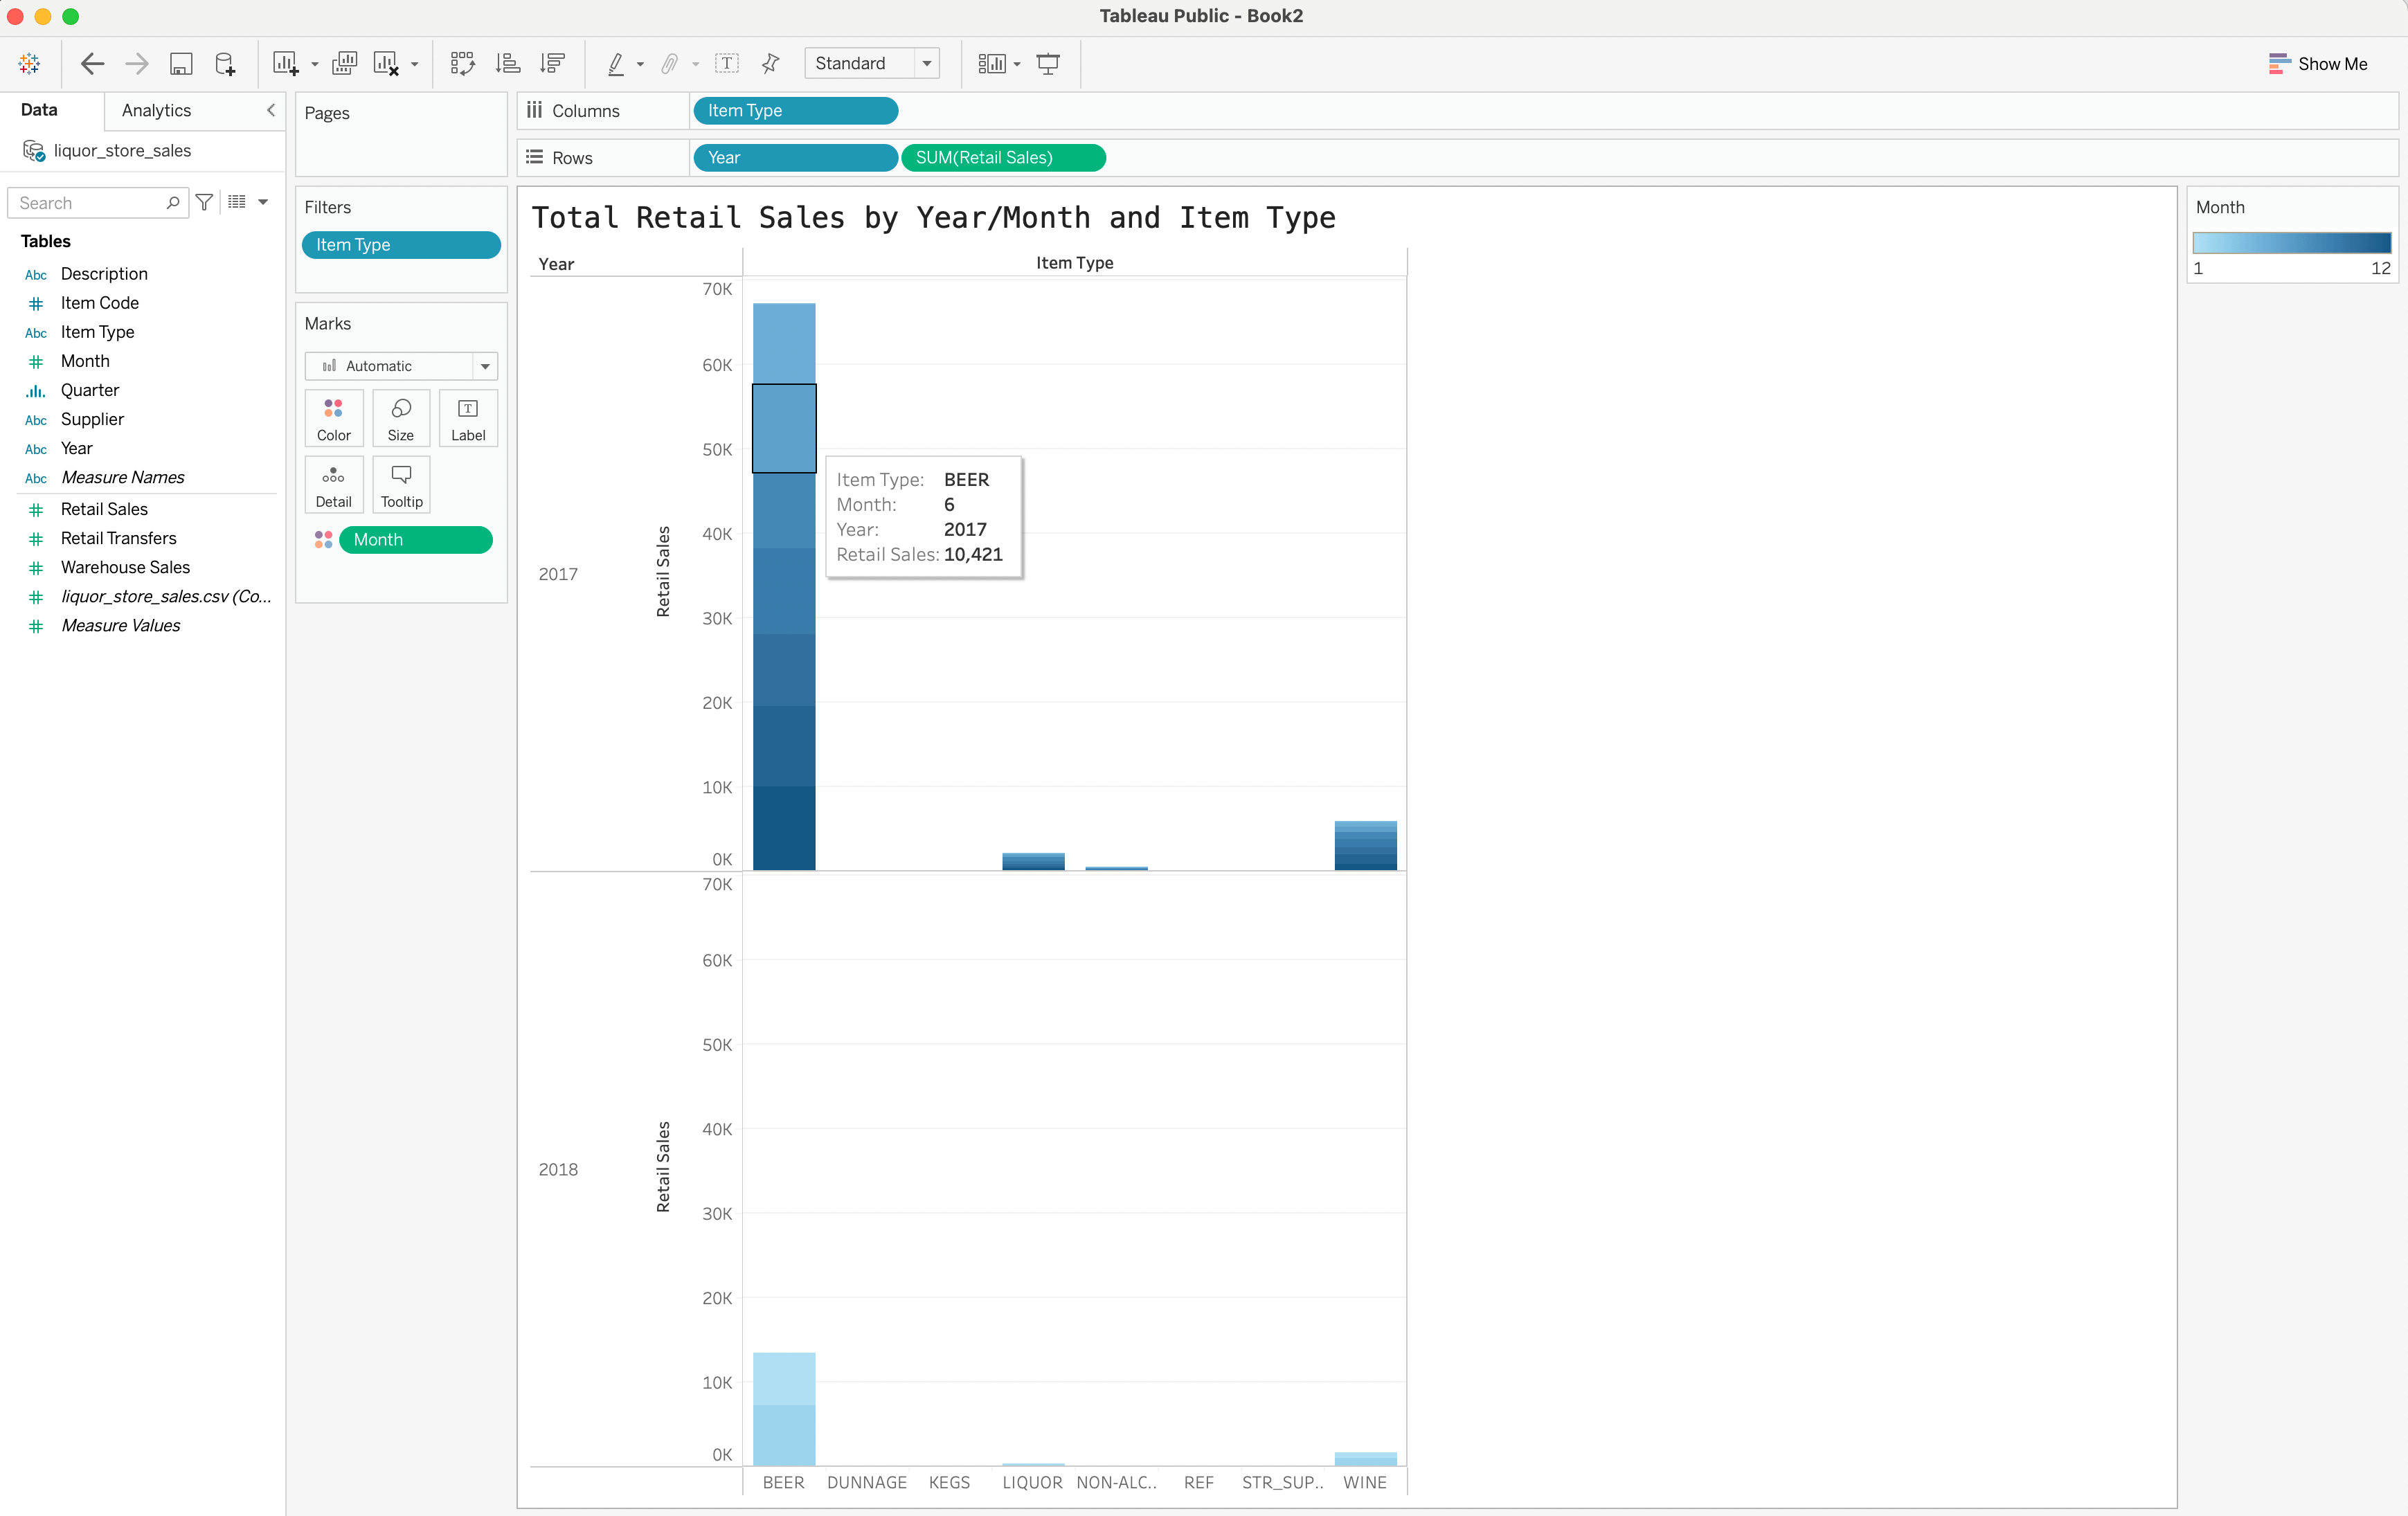 Tableau Public - Book2
Standard
Show Me
Data
Analytics
liquor_store_sales
Search
Tables
Abc Description
Item Code
Abc Item Type
Month
Quarter
Abc Supplier
Abc Year
Abc Measure Names
Retail Sales
Retail Transfers
Warehouse Sales
liquor_store_sales.csv (Co...
Measure Values
Pages
Filters
Item Type
Marks
Automatic
Color
Size
T
Label
Detail
Tooltip
Month
Columns
Item Type
Rows
Year
SUM(Retail Sales)
Total Retail Sales by Year/Month and Item Type
Year
Item Type
2017
Retail Sales
70K
60K
50K
40K
30K
20K
10K
0K
Item Type: BEER
Month: 6
Year: 2017
Retail Sales: 10,421
2018
Retail Sales
70K
60K
50K
40K
30K
20K
10K
0K
BEER
DUNNAGE
KEGS
LIQUOR
NON-ALC..
REF
STR_SUP..
WINE
Month
1
12